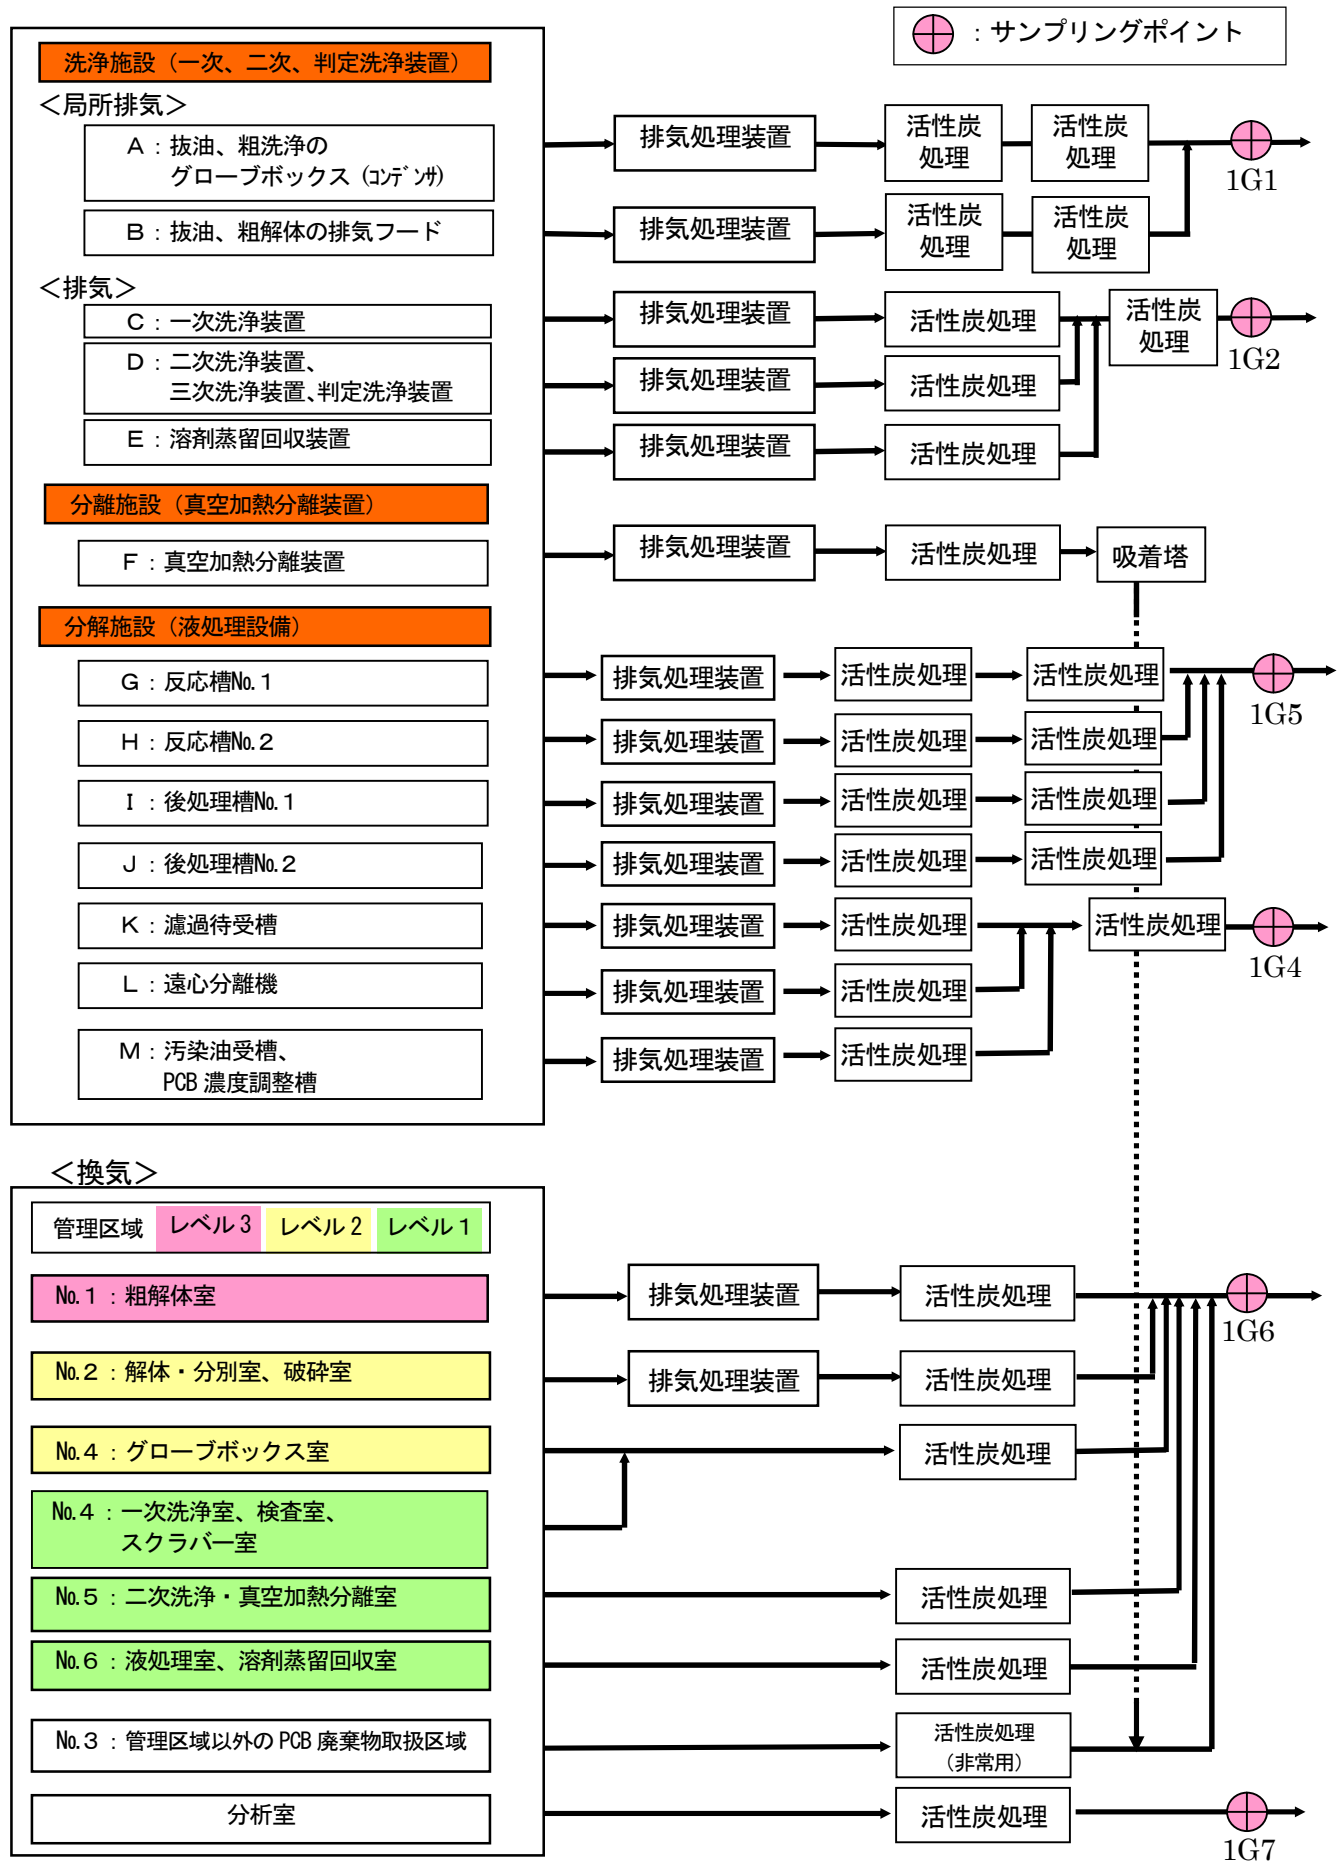 ：サンプリングポイント
洗浄施設（一次、二次、判定洗浄装置）
＜局所排気＞
Ａ：抜油、粗洗浄の
グローブボックス（ｺﾝﾃﾞﾝｻ）
排気処理装置
活性炭
処理
活性炭
処理
1G1
Ｂ：抜油、粗解体の排気フード
排気処理装置
活性炭
処理
活性炭
処理
＜排気＞
Ｃ：一次洗浄装置
排気処理装置
活性炭処理
活性炭
処理
1G2
Ｄ：二次洗浄装置、
三次洗浄装置、判定洗浄装置
排気処理装置
活性炭処理
Ｅ：溶剤蒸留回収装置
排気処理装置
活性炭処理
分離施設（真空加熱分離装置）
Ｆ：真空加熱分離装置
排気処理装置
活性炭処理
吸着塔
分解施設（液処理設備）
Ｇ：反応槽№１
排気処理装置
活性炭処理
活性炭処理
1G5
Ｈ：反応槽№２
排気処理装置
活性炭処理
活性炭処理
Ｉ：後処理槽№１
排気処理装置
活性炭処理
活性炭処理
Ｊ：後処理槽№２
排気処理装置
活性炭処理
活性炭処理
Ｋ：濾過待受槽
排気処理装置
活性炭処理
活性炭処理
1G4
Ｌ：遠心分離機
排気処理装置
活性炭処理
Ｍ：汚染油受槽、
PCB 濃度調整槽
排気処理装置
活性炭処理
＜換気＞
管理区域 レベル３ レベル２ レベル１
№１：粗解体室
排気処理装置
活性炭処理
1G6
№２：解体・分別室、破砕室
排気処理装置
活性炭処理
№４：グローブボックス室
活性炭処理
№４：一次洗浄室、検査室、
スクラバー室
№５：二次洗浄・真空加熱分離室
活性炭処理
№６：液処理室、溶剤蒸留回収室
活性炭処理
№３：管理区域以外の PCB 廃棄物取扱区域
活性炭処理
（非常用）
分析室
活性炭処理
1G7